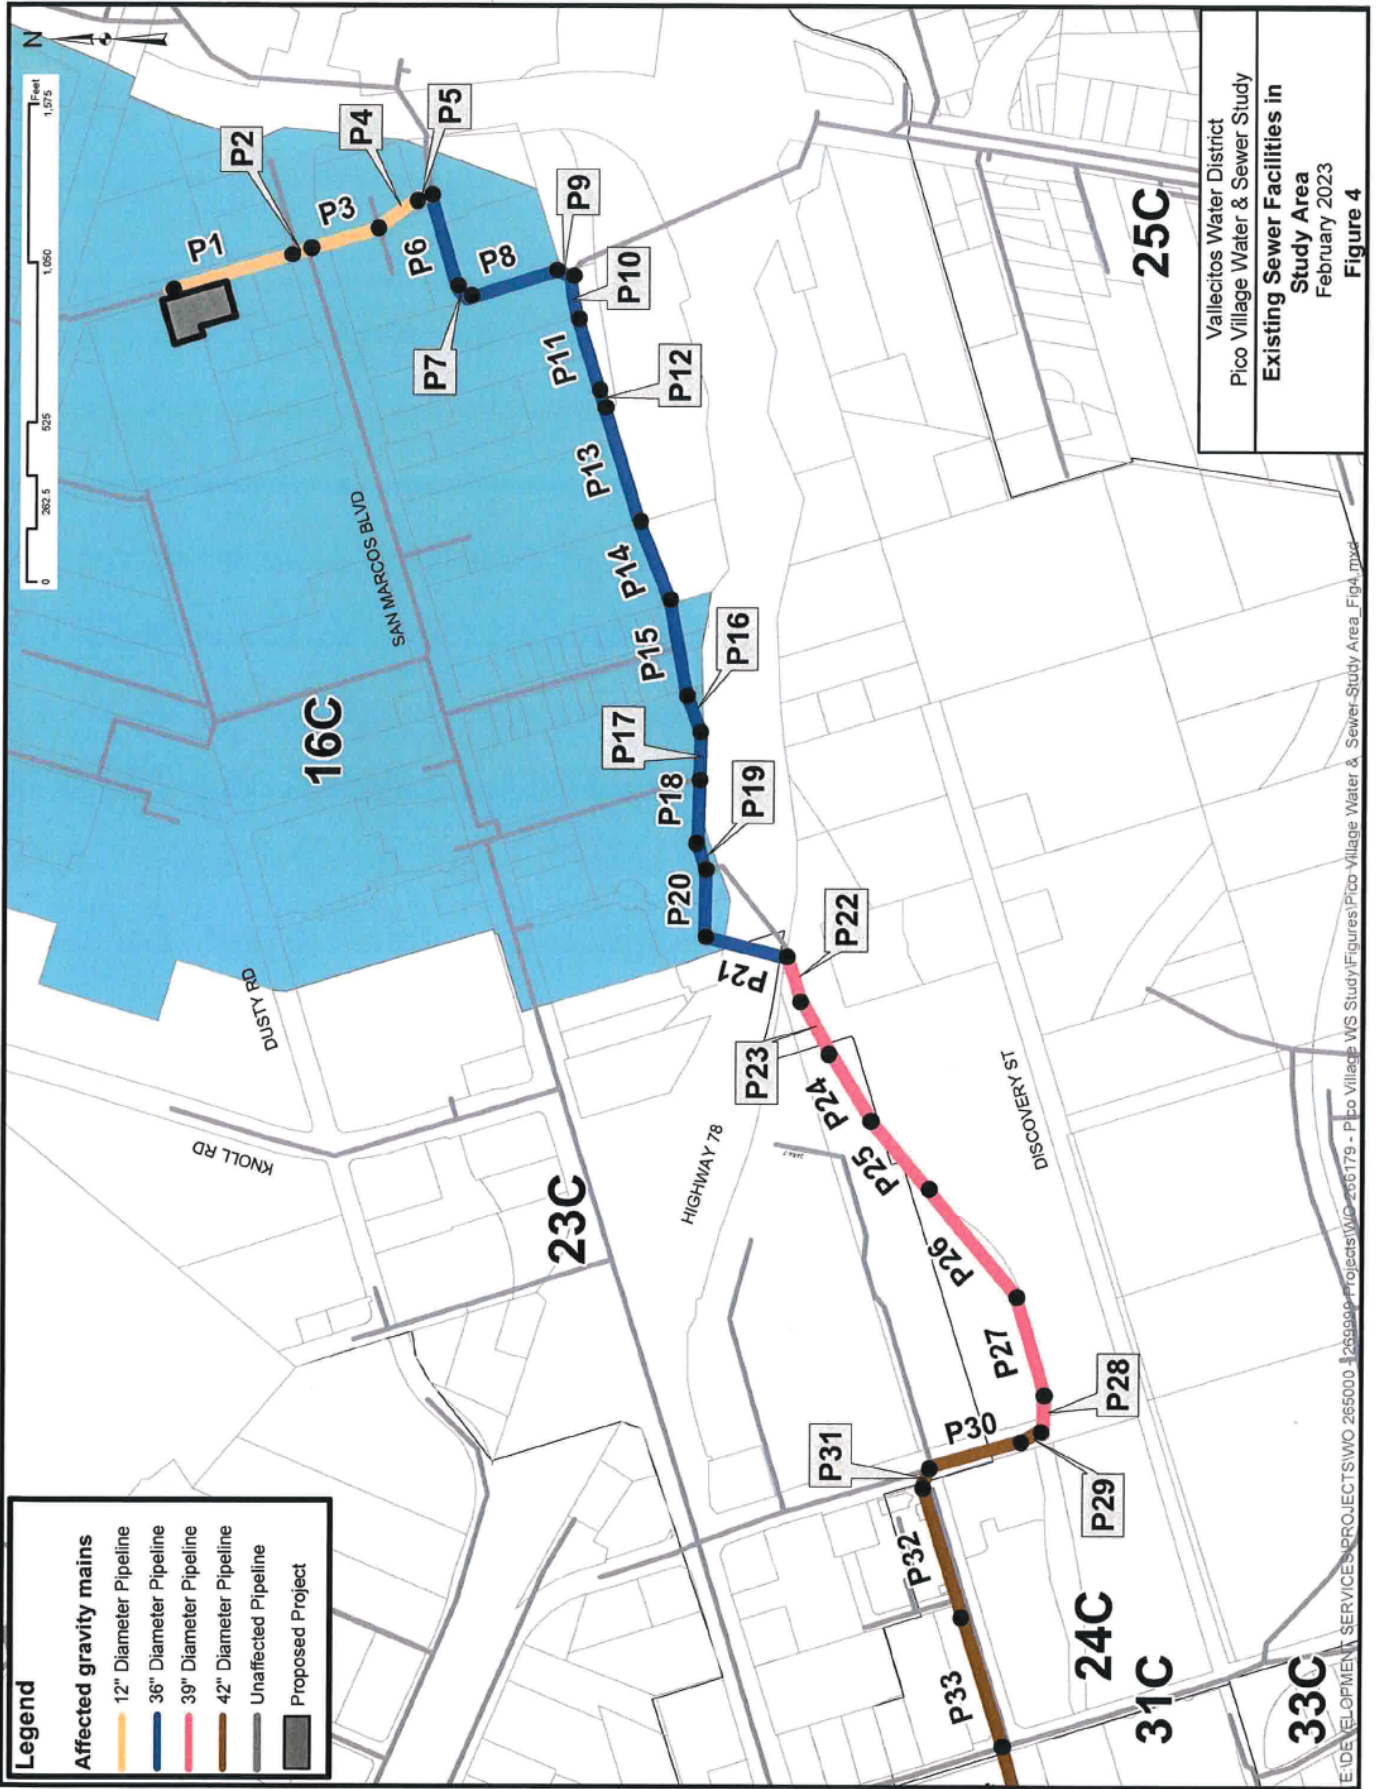 Legend
Affected gravity mains
12" Diameter Pipeline
36" Diameter Pipeline
39" Diameter Pipeline
42" Diameter Pipeline
Unaffected Pipeline
Proposed Project
N
0 262.5 525 1,050 1,575
Feet
P1
P2
P3
P4
P5
P6
P7
P8
P9
P10
P11
P12
P13
P14
P15
P16
P17
P18
P19
P20
P21
P22
P23
P24
P25
P26
P27
P28
P29
P30
P31
P32
P33
16C
23C
24C
25C
31C
33C
SAN MARCOS BLVD
DUSTY RD
KNOLL RD
HIGHWAY 78
DISCOVERY ST
Vallecitos Water District
Pico Village Water & Sewer Study
Existing Sewer Facilities in
Study Area
February 2023
Figure 4